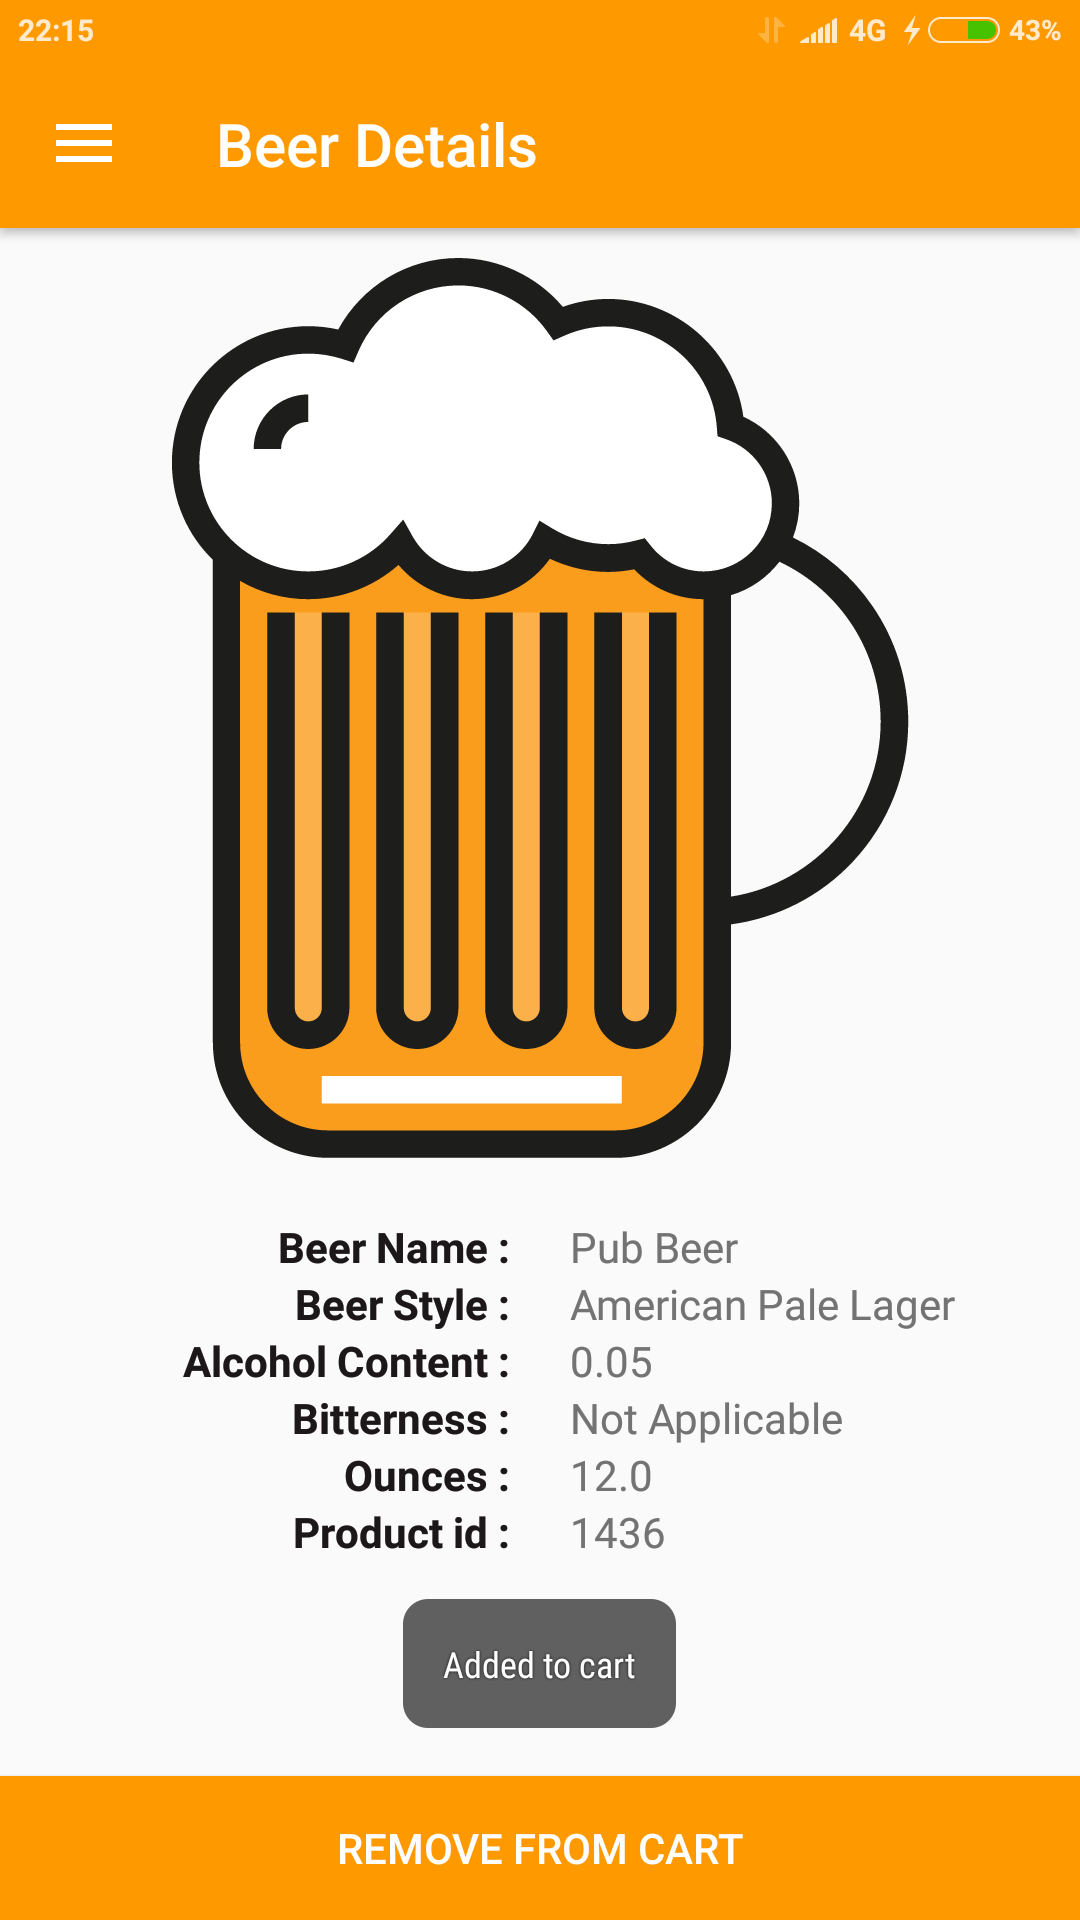 22:15 4G 43%
Beer Details
Beer Name : Pub Beer
Beer Style : American Pale Lager
Alcohol Content : 0.05
Bitterness : Not Applicable
Ounces : 12.0
Product id : 1436
Added to cart
REMOVE FROM CART